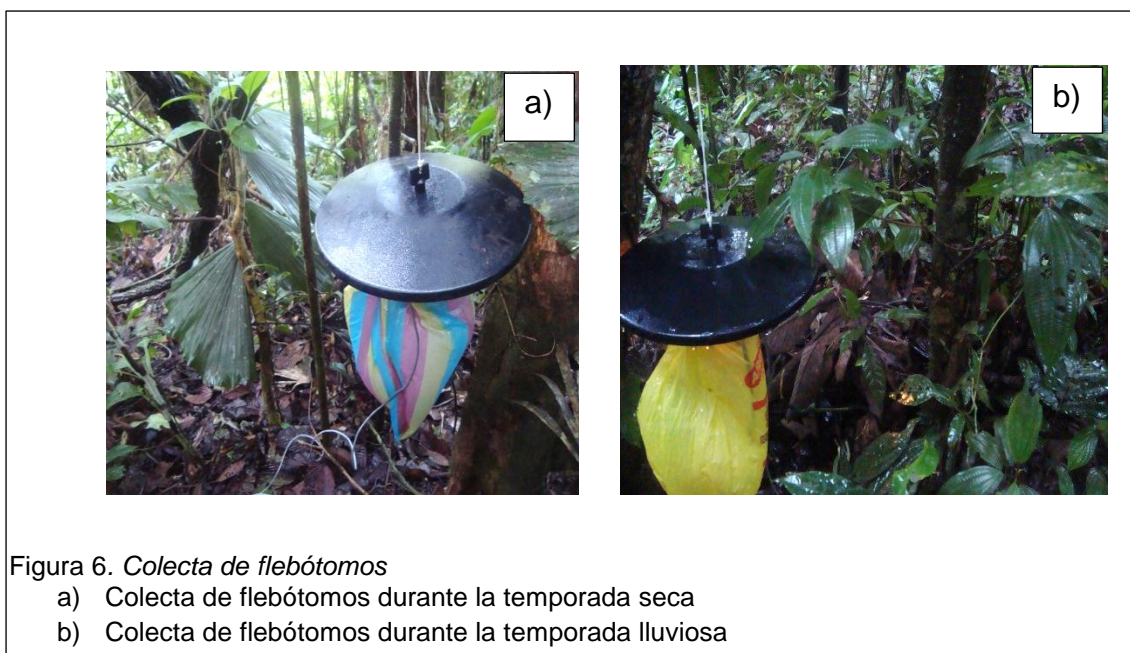 a)
b)
Figura 6. Colecta de flebótomos
a) Colecta de flebótomos durante la temporada seca
b) Colecta de flebótomos durante la temporada lluviosa